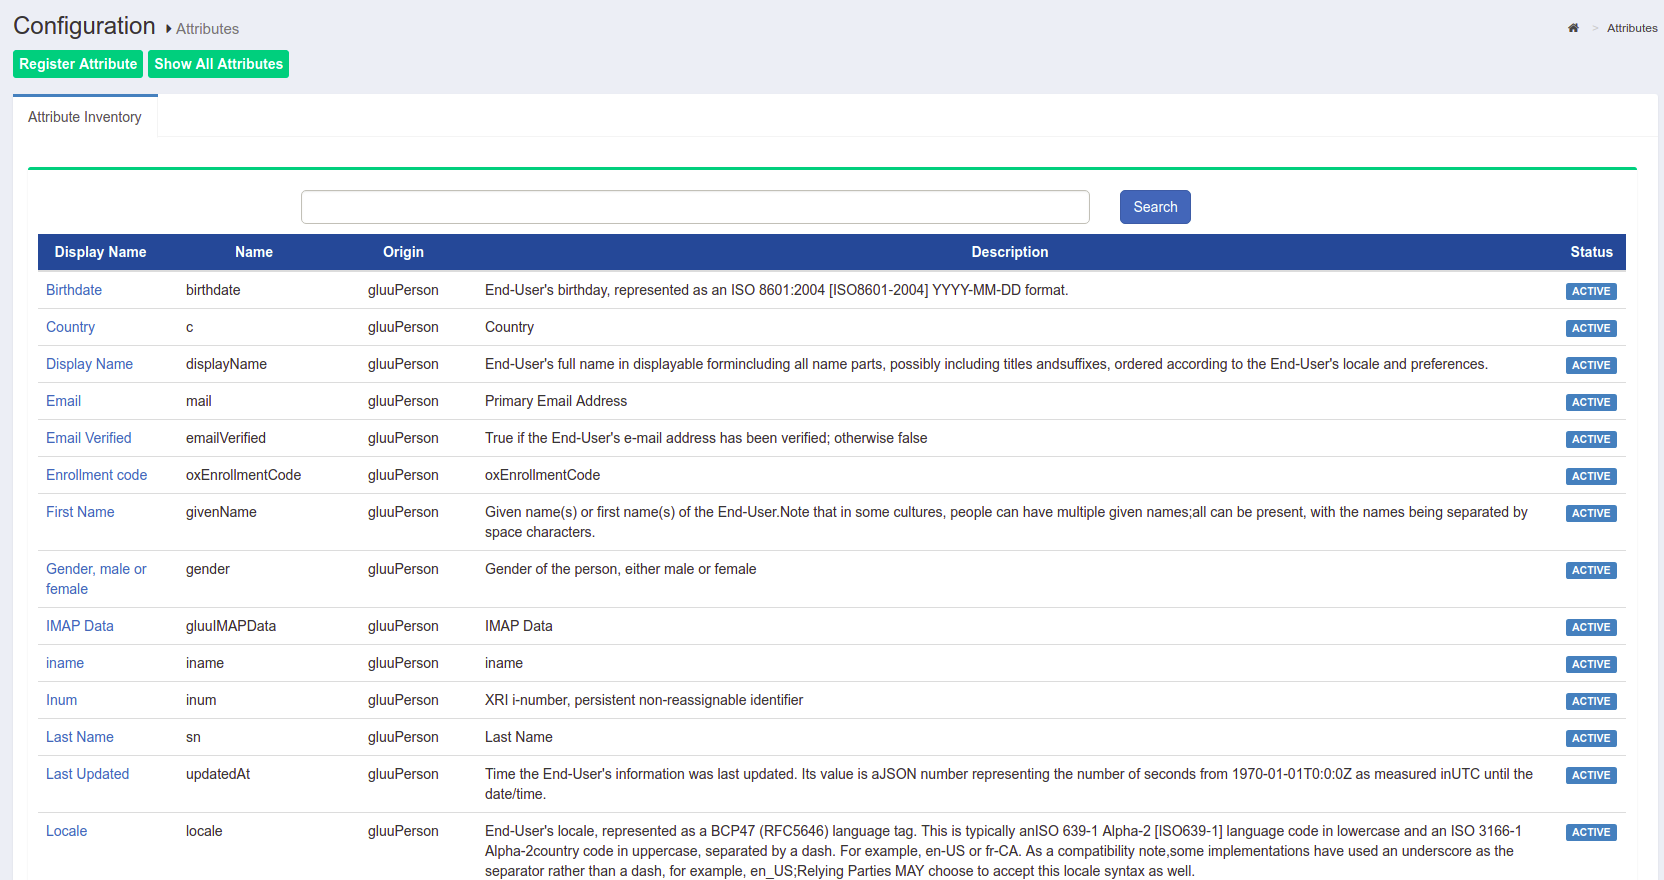 Configuration Attributes
> Attributes
Register Attribute Show All Attributes
Attribute Inventory
Search
Display Name Name Origin Description Status
Birthdate birthdate gluuPerson End-User's birthday, represented as an ISO 8601:2004 [ISO8601-2004] YYYY-MM-DD format. ACTIVE
Country c gluuPerson Country ACTIVE
Display Name displayName gluuPerson End-User's full name in displayable formincluding all name parts, possibly including titles andsuffixes, ordered according to the End-User's locale and preferences. ACTIVE
Email mail gluuPerson Primary Email Address ACTIVE
Email Verified emailVerified gluuPerson True if the End-User's e-mail address has been verified; otherwise false ACTIVE
Enrollment code oxEnrollmentCode gluuPerson oxEnrollmentCode ACTIVE
First Name givenName gluuPerson Given name(s) or first name(s) of the End-User.Note that in some cultures, people can have multiple given names;all can be present, with the names being separated by ACTIVE
space characters.
Gender, male or gender gluuPerson Gender of the person, either male or female ACTIVE
female
IMAP Data gluuIMAPData gluuPerson IMAP Data ACTIVE
iname iname gluuPerson iname ACTIVE
Inum inum gluuPerson XRI i-number, persistent non-reassignable identifier ACTIVE
Last Name sn gluuPerson Last Name ACTIVE
Last Updated updatedAt gluuPerson Time the End-User's information was last updated. Its value is aJSON number representing the number of seconds from 1970-01-01T0:0:0Z as measured inUTC until the ACTIVE
date/time.
Locale locale gluuPerson End-User's locale, represented as a BCP47 (RFC5646) language tag. This is typically anISO 639-1 Alpha-2 [ISO639-1] language code in lowercase and an ISO 3166-1 ACTIVE
Alpha-2country code in uppercase, separated by a dash. For example, en-US or fr-CA. As a compatibility note,some implementations have used an underscore as the
separator rather than a dash, for example, en_US;Relying Parties MAY choose to accept this locale syntax as well.